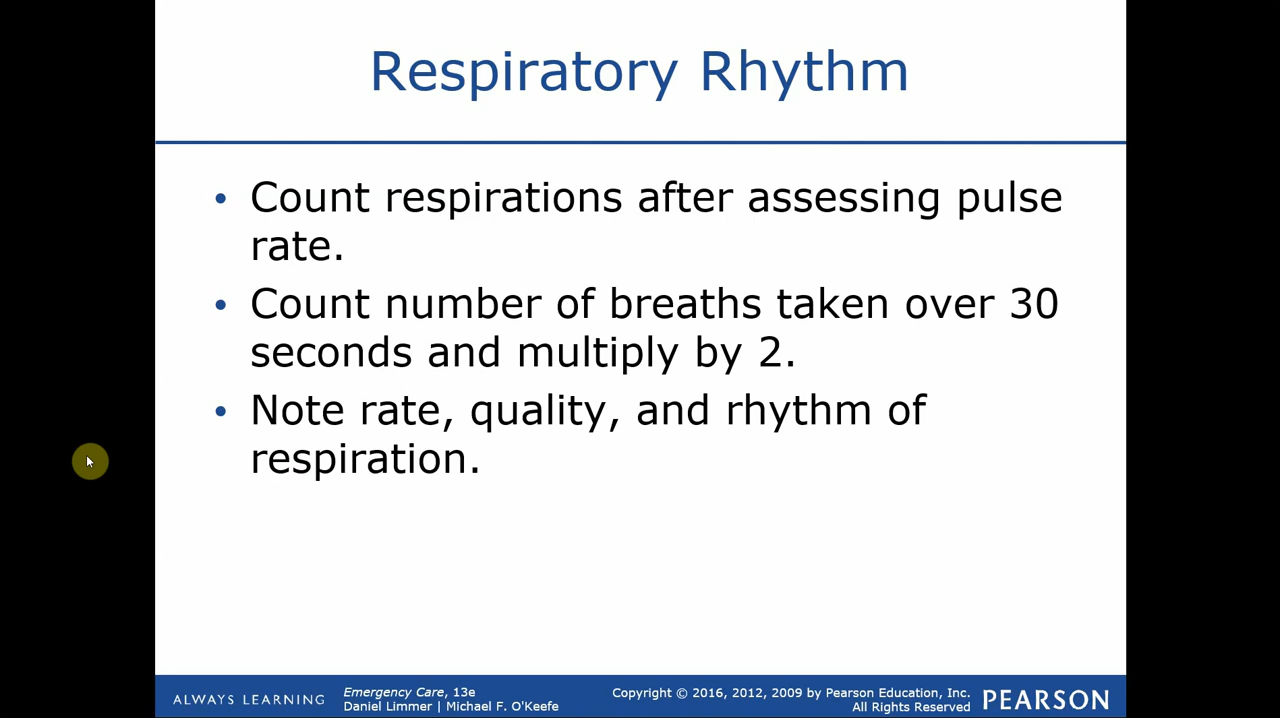 Respiratory Rhythm
• Count respirations after assessing pulse
rate.
• Count number of breaths taken over 30
seconds and multiply by 2.
• Note rate, quality, and rhythm of
respiration.
ALWAYS LEARNING
Emergency Care, 13e
Daniel Limmer | Michael F. O'Keefe
Copyright © 2016, 2012, 2009 by Pearson Education, Inc.
All Rights Reserved
PEARSON